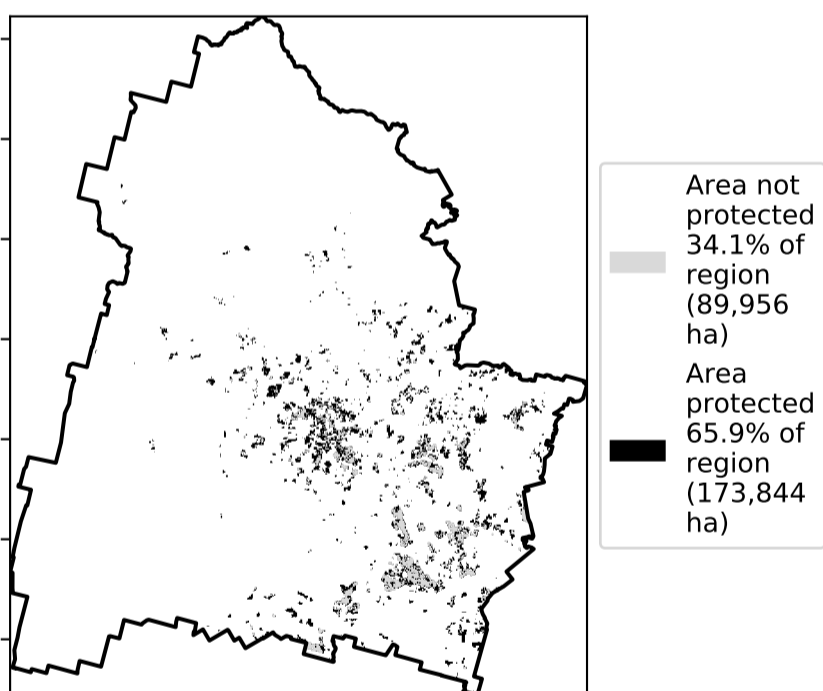 Area not
protected
34.1% of
region
(89,956
ha)
Area
protected
65.9% of
region
(173,844
ha)